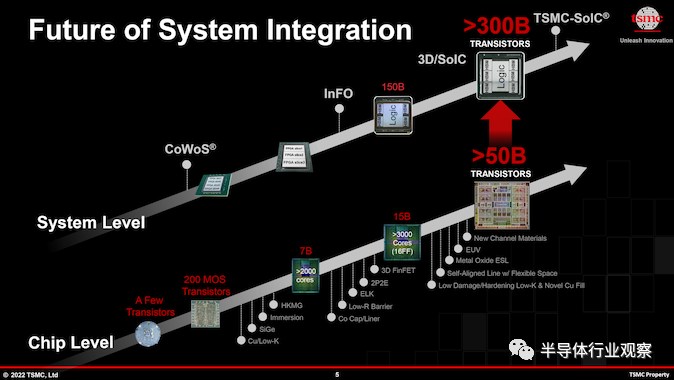 Future of System Integration
tsmc
Unleash Innovation
>300B
TRANSISTORS
TSMC-SoIC®
3D/SoIC
Logic
InFO
150B
Logic
CoWoS®
System Level
>50B
TRANSISTORS
15B
>3000
Cores
(16FF)
7B
>2000
cores
200 MOS
Transistors
A Few
Transistors
New Channel Materials
EUV
Metal Oxide ESL
Self-Aligned Line w/ Flexible Space
Low Damage/Hardening Low-K & Novel Cu Fill
3D FinFET
2P2E
ELK
Low-R Barrier
Co Cap/Liner
HKMG
Immersion
SiGe
Cu/Low-K
Chip Level
半导体行业观察
© 2022 TSMC, Ltd
5
TSMC Property